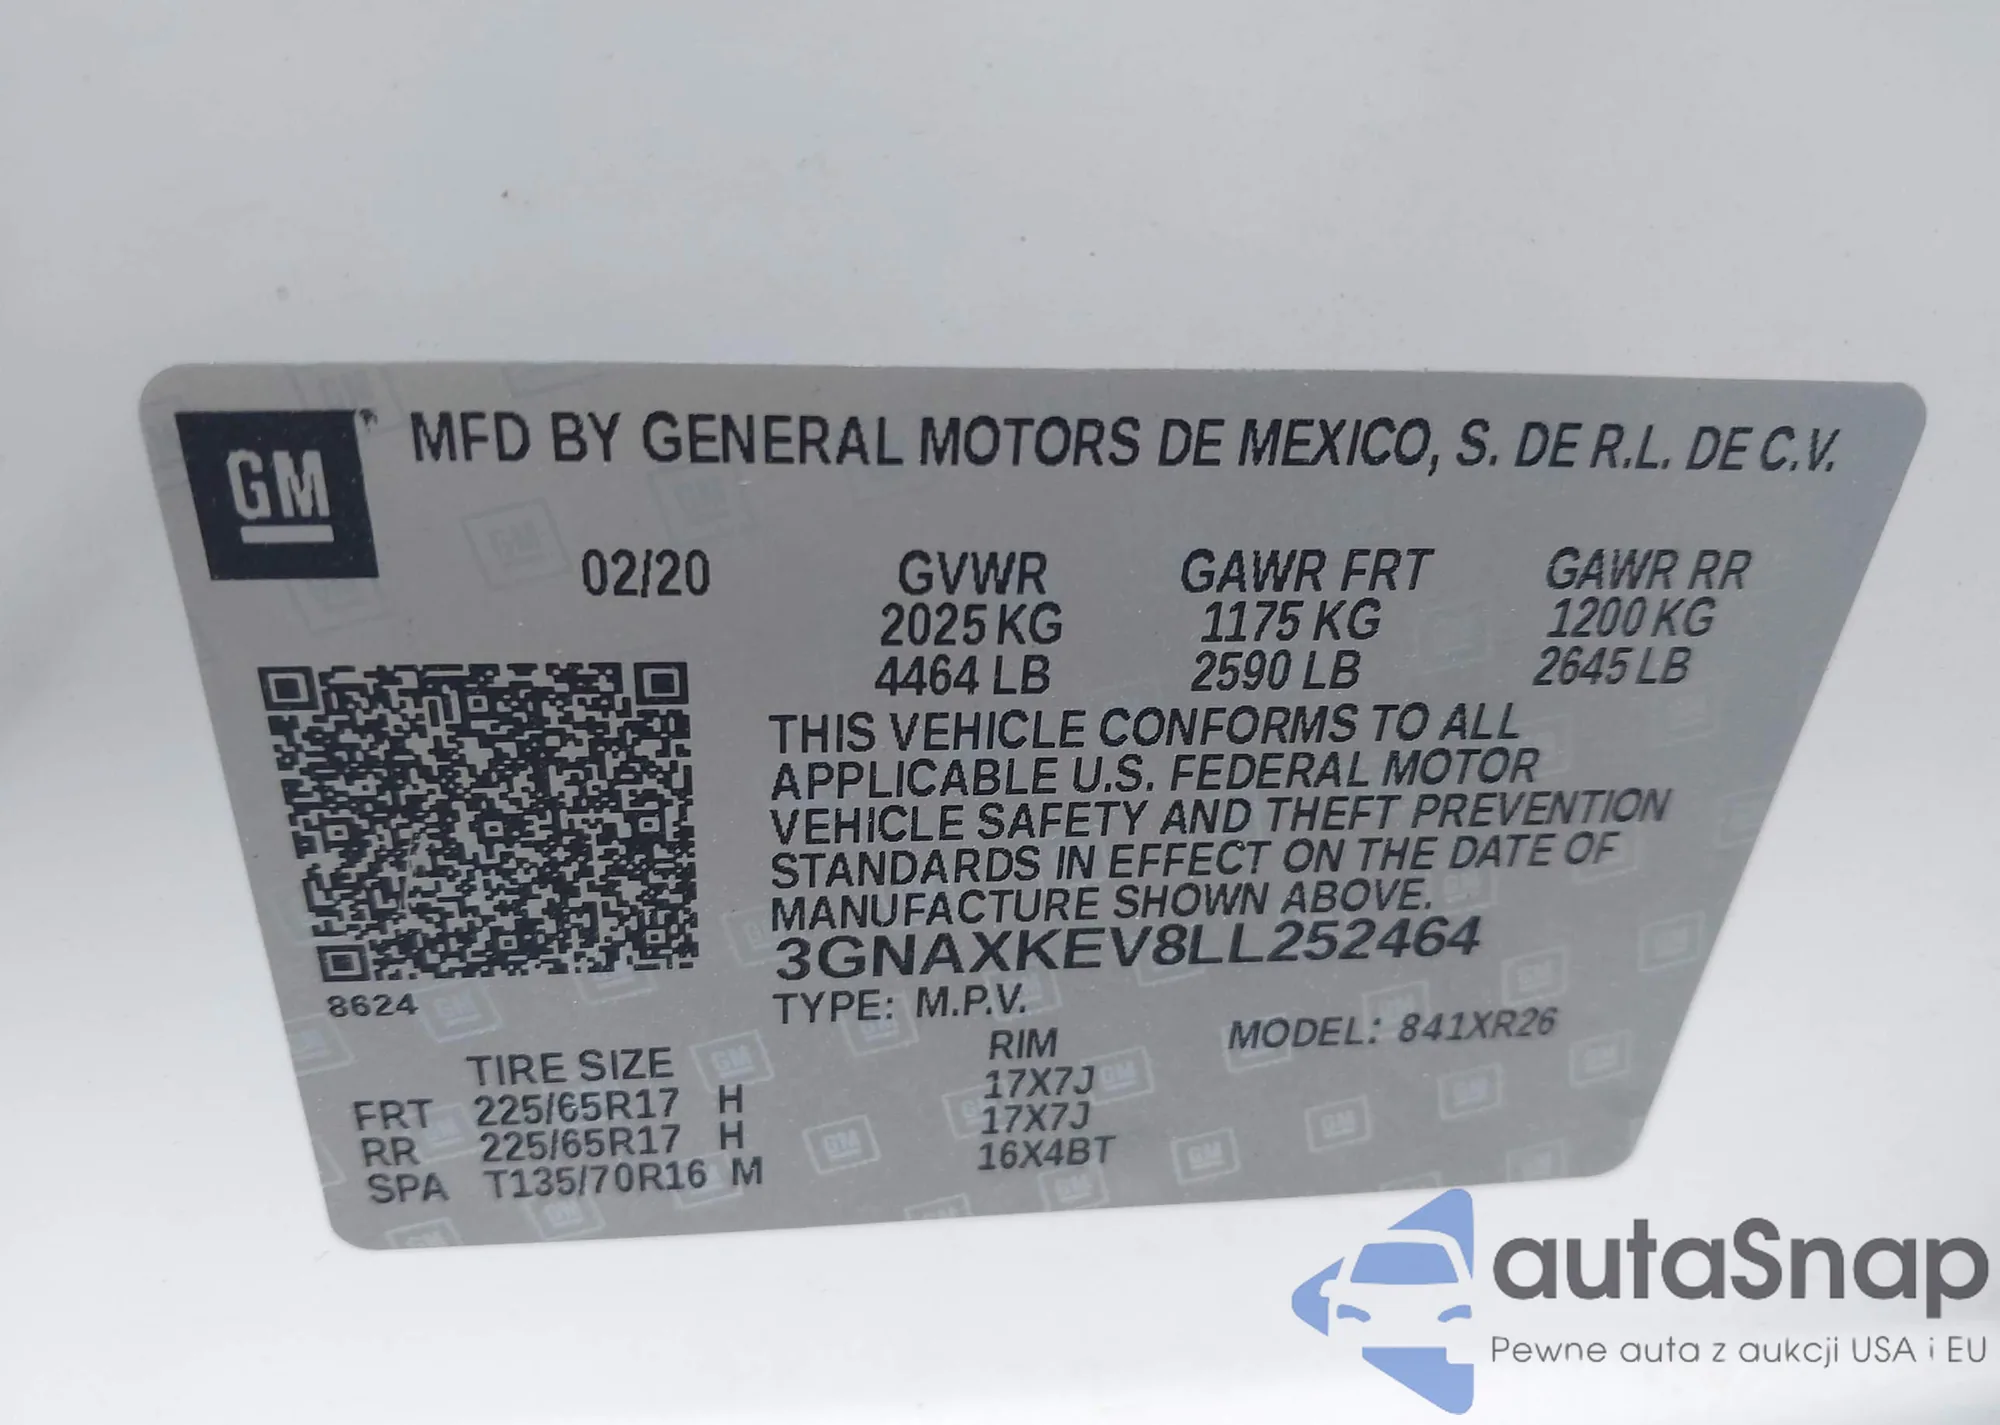 GM MFD BY GENERAL MOTORS DE MEXICO, S. DE R.L. DE C.V.
02/20 GVWR GAWR FRT GAWR RR
2025 KG 1175 KG 1200 KG
4464 LB 2590 LB 2645 LB
THIS VEHICLE CONFORMS TO ALL
APPLICABLE U.S. FEDERAL MOTOR
VEHICLE SAFETY AND THEFT PREVENTION
STANDARDS IN EFFECT ON THE DATE OF
MANUFACTURE SHOWN ABOVE.
3GNAXKEV8LL252464
8624 TYPE: M.P.V. MODEL: 841XR26
TIRE SIZE RIM
FRT 225/65R17 H 17X7J
RR 225/65R17 H 17X7J
SPA T135/70R16 M 16X4BT
autaSnap
Pewne auta z aukcji USA i EU